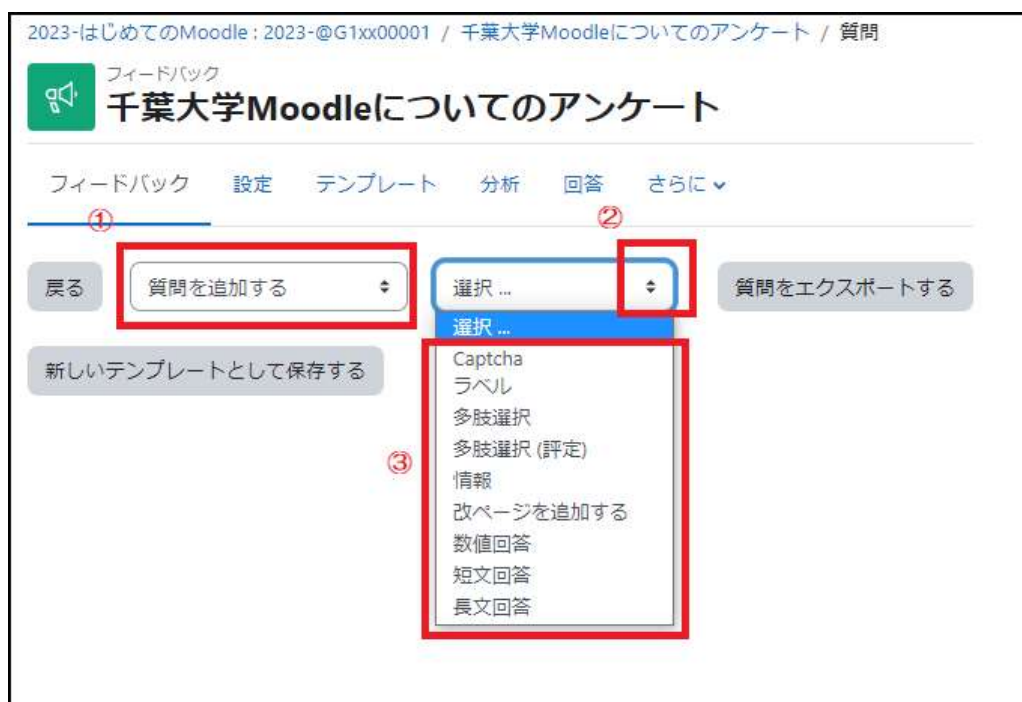 2023-はじめてのMoodle : 2023-@G1xx00001 / 千葉大学Moodleについてのアンケート / 質問
フィードバック
千葉大学Moodleについてのアンケート
フィードバック 設定 テンプレート 分析 回答 さらに
① ②
戻る 質問を追加する 選択 ... 質問をエクスポートする
選択 ...
新しいテンプレートとして保存する
Captcha
ラベル
多肢選択
多肢選択 (評定)
③
情報
改ページを追加する
数値回答
短文回答
長文回答